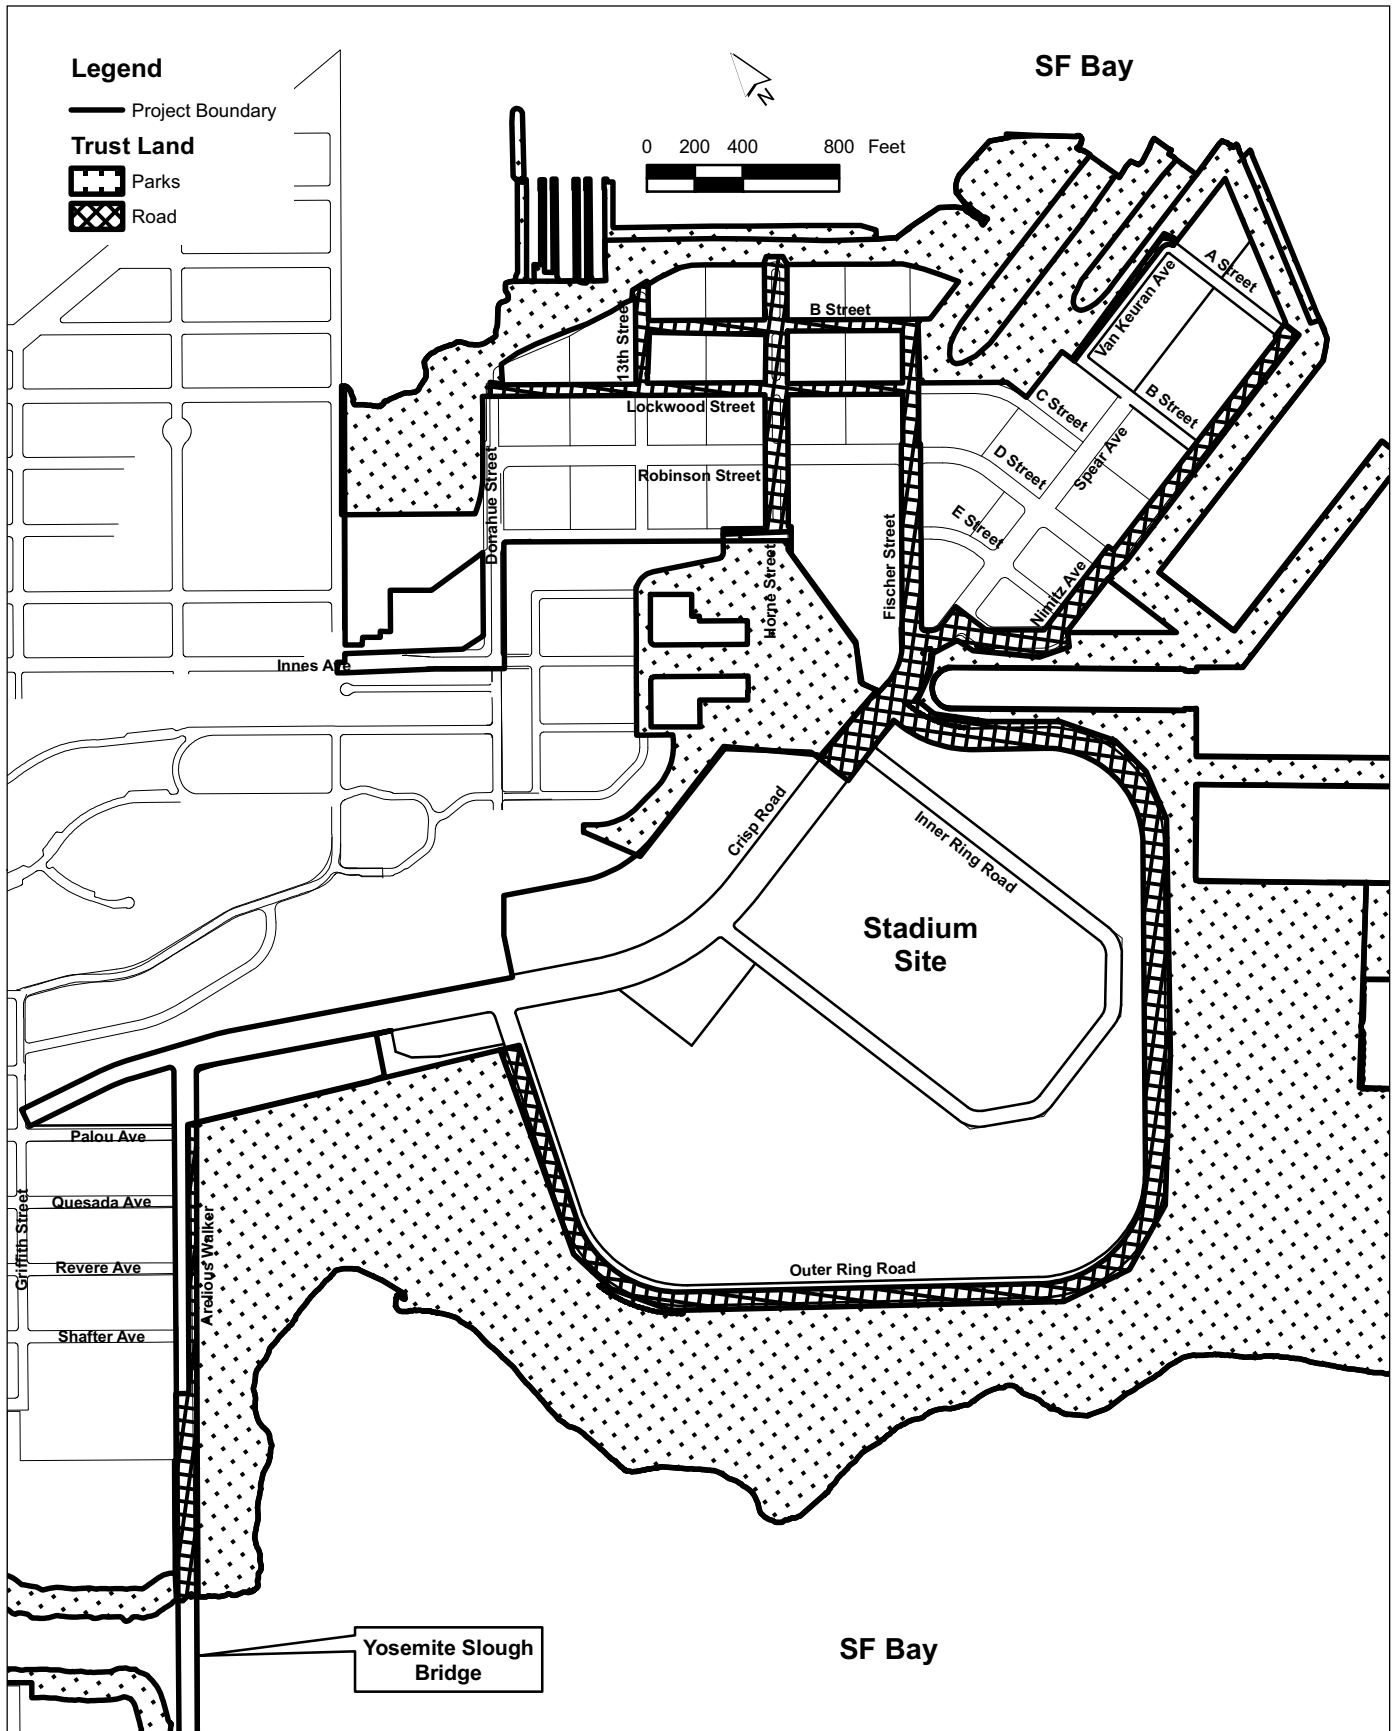 Legend
Project Boundary
Trust Land
Parks
Road
N
SF Bay
0 200 400 800 Feet
A Street
Van Keuran Ave
B Street
13th Street
B Street
Lockwood Street
C Street
Spear Ave
D Street
Robinson Street
Donahue Street
E Street
Fischer Street
Horne Street
Nimitz Ave
Innes Ave
Crisp Road
Inner Ring Road
Stadium
Site
Palou Ave
Quesada Ave
Griffith Street
Arelious Walker
Revere Ave
Outer Ring Road
Shafter Ave
Yosemite Slough
Bridge
SF Bay